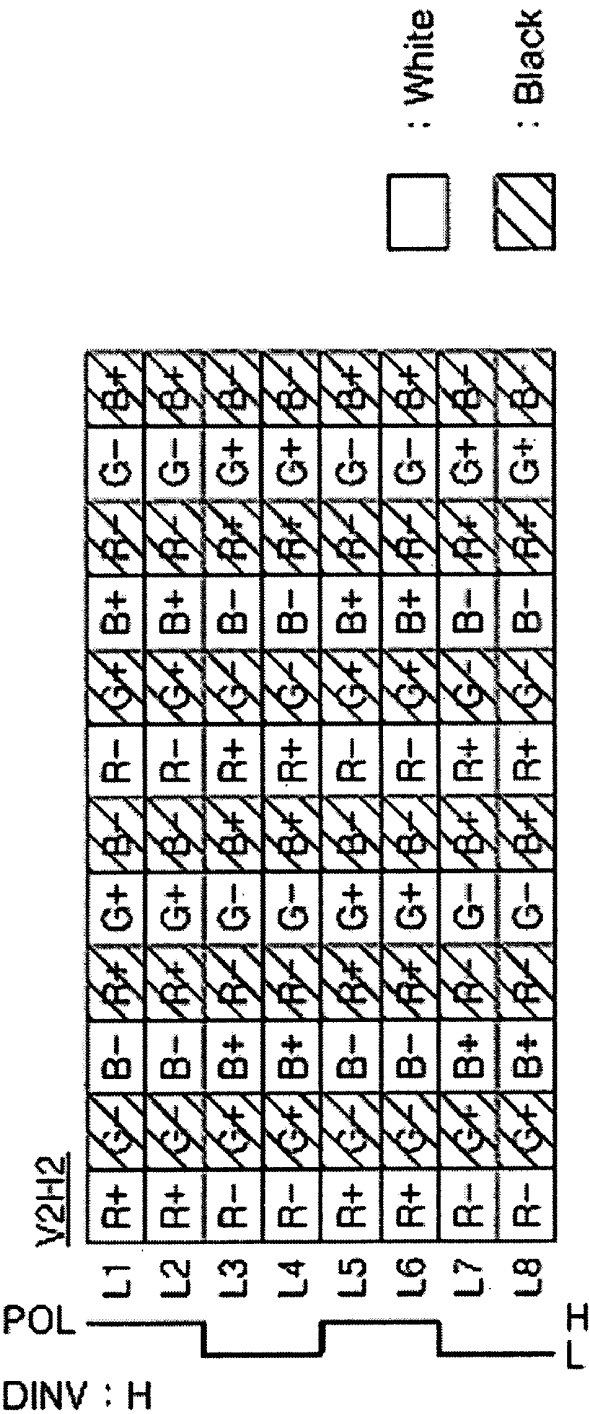 V2H2
DINV : H
POL
H
L
L1 R+ G- B- R+ G+ B- R- G+ B+ R- G- B+
L2 R+ G- B- R+ G+ B- R- G+ B+ R- G- B+
L3 R- G+ B+ R- G- B+ R+ G- B- R+ G+ B-
L4 R- G+ B+ R- G- B+ R+ G- B- R+ G+ B-
L5 R+ G- B- R+ G+ B- R- G+ B+ R- G- B+
L6 R+ G- B- R+ G+ B- R- G+ B+ R- G- B+
L7 R- G+ B+ R- G- B+ R+ G- B- R+ G+ B-
L8 R- G+ B+ R- G- B+ R+ G- B- R+ G+ B-
: White
: Black